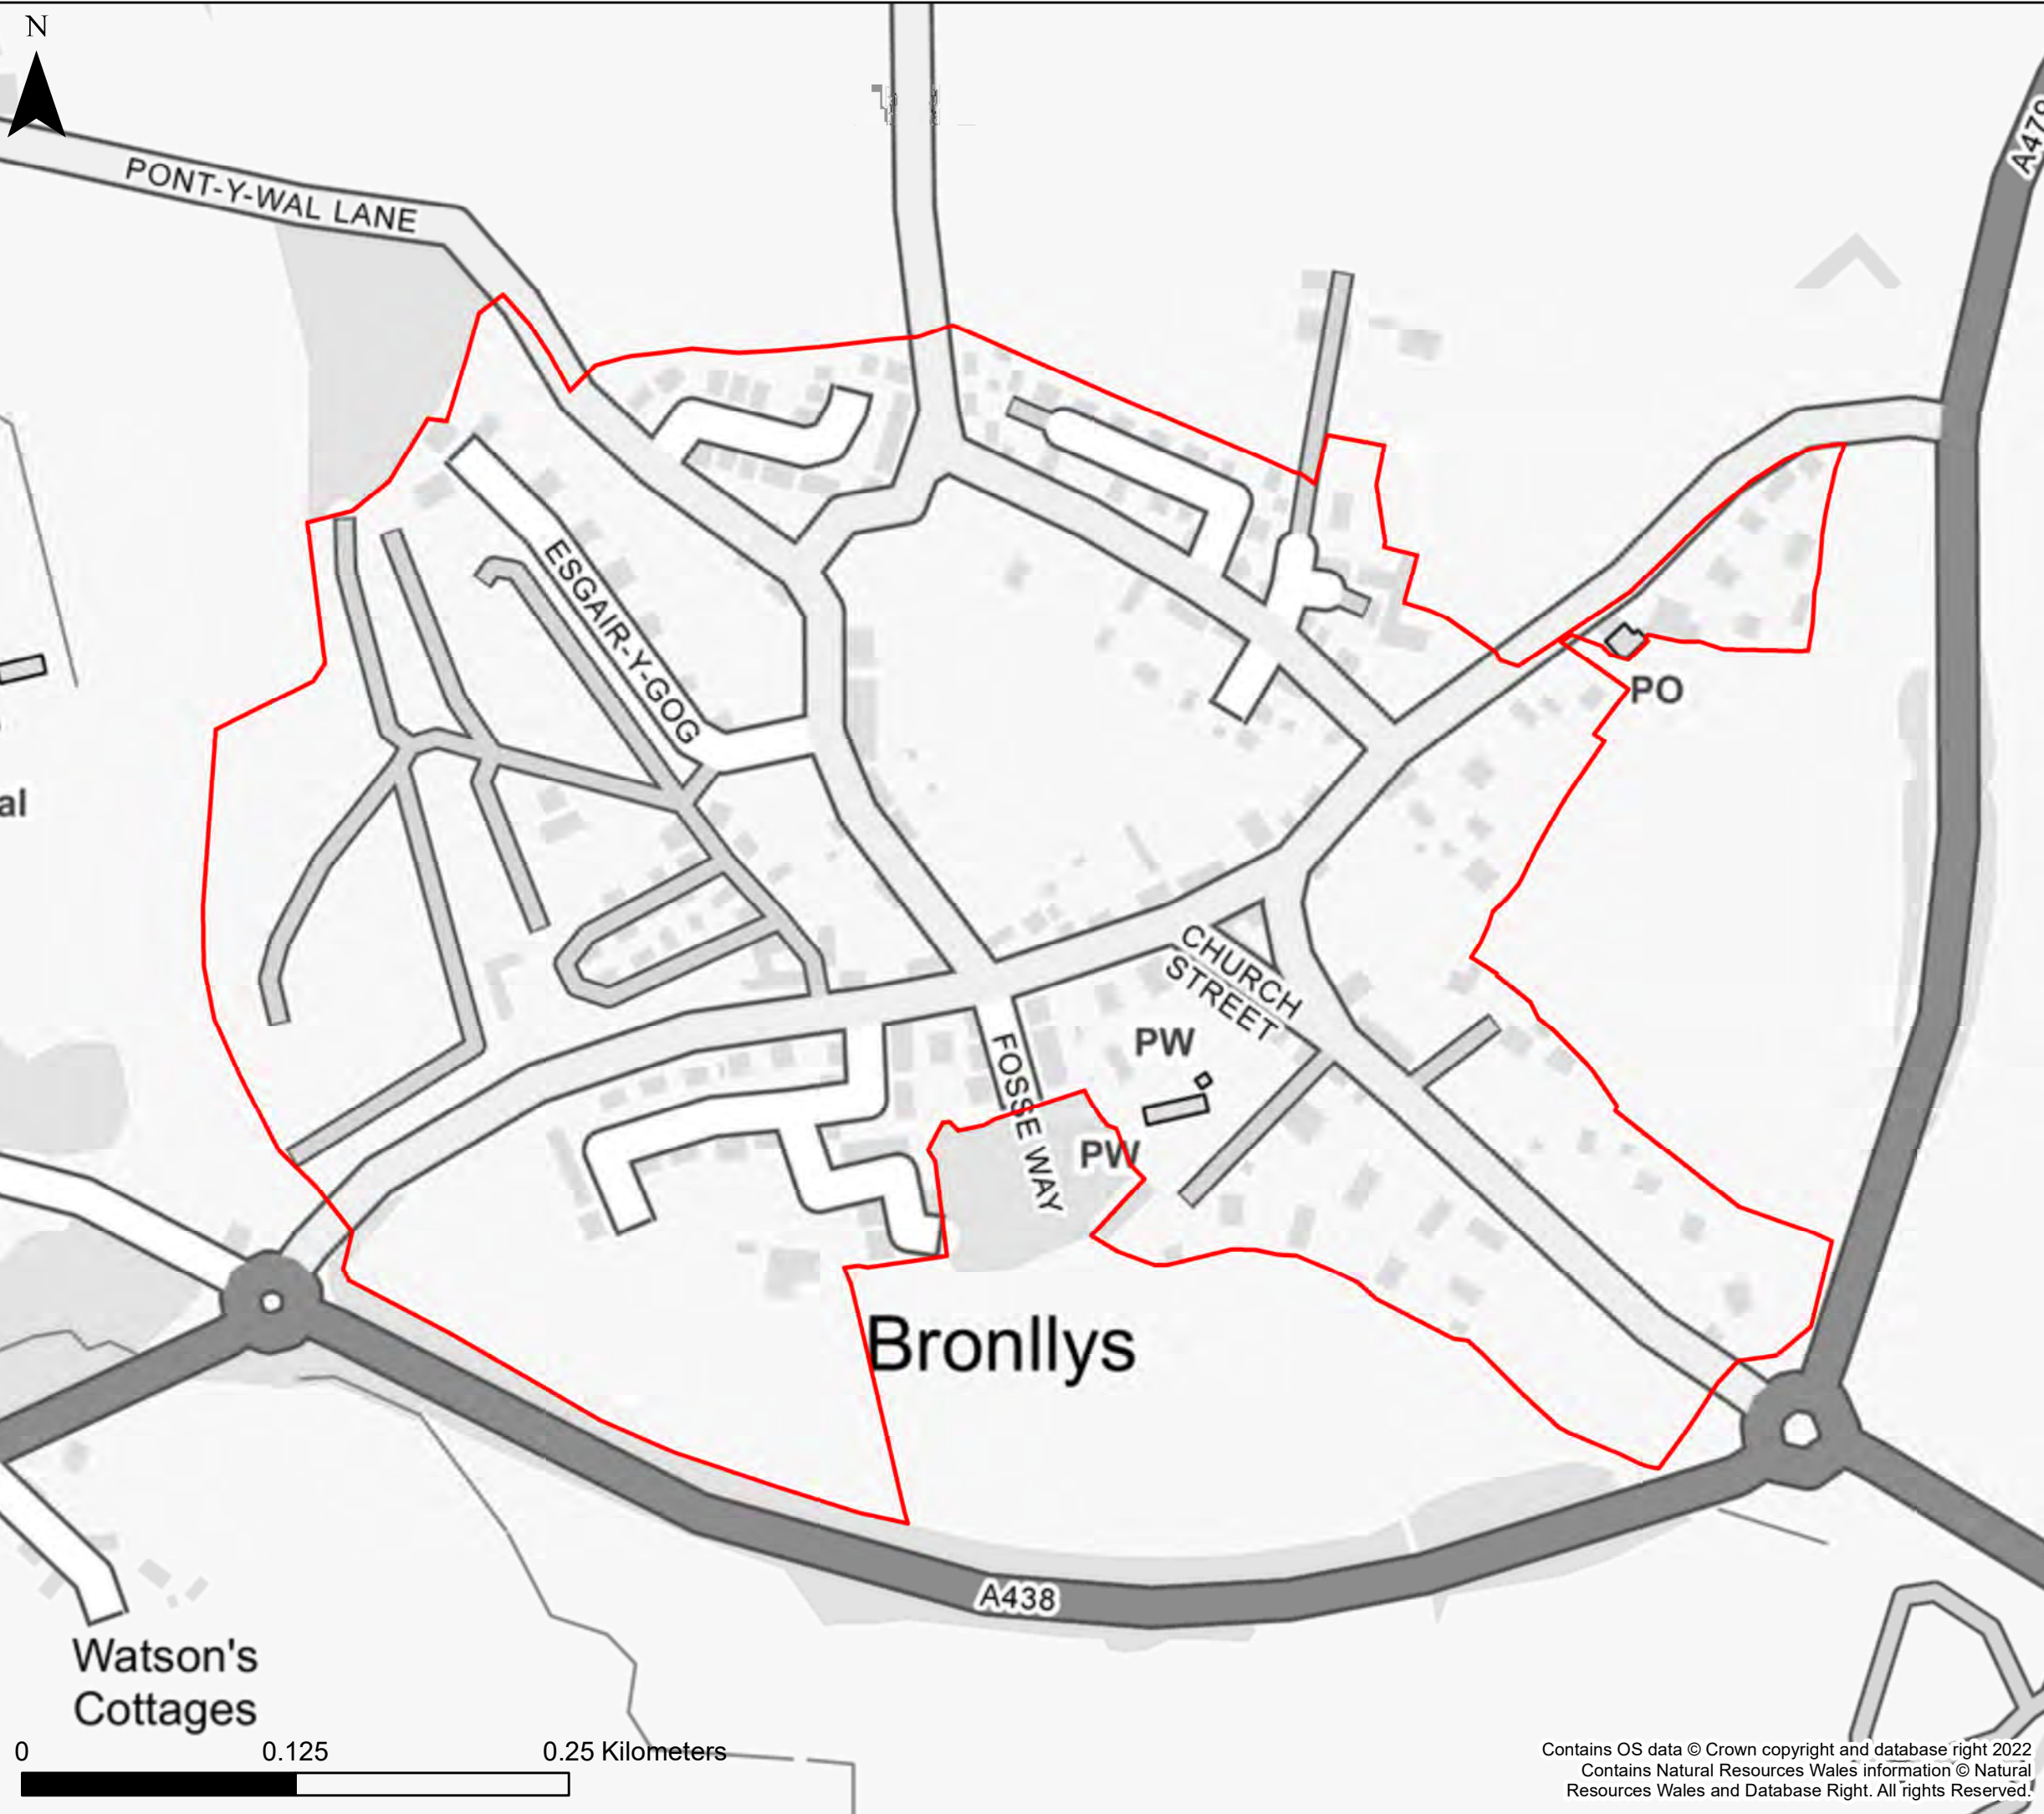 N
A479
PONT-Y-WAL LANE
ESGAIR-Y-GOG
PO
al
CHURCH
STREET
PW
FOSSE WAY
PW
Bronllys
A438
Watson's
Cottages
0
0.125
0.25 Kilometers
Contains OS data © Crown copyright and database right 2022
Contains Natural Resources Wales information © Natural
Resources Wales and Database Right. All rights Reserved.